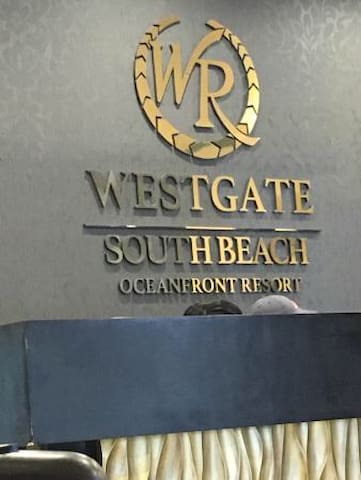 WR
WESTGATE
SOUTH BEACH
OCEANFRONT RESORT